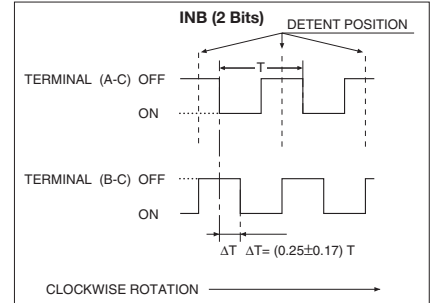 INB (2 Bits)
DETENT POSITION
TERMINAL (A-C) OFF
T
ON
TERMINAL (B-C) OFF
ON
ΔT ΔT= (0.25±0.17) T
CLOCKWISE ROTATION